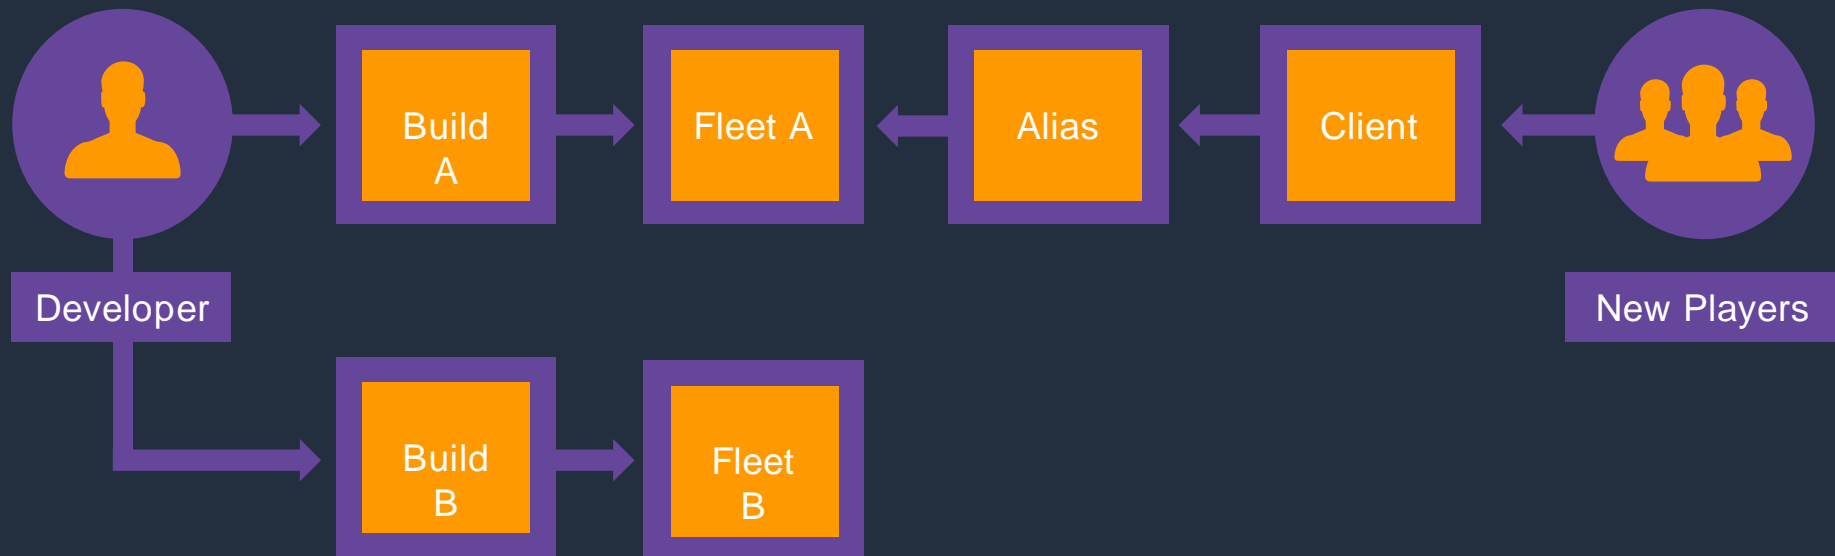 Build
A
Fleet A
Alias
Client
Developer
New Players
Build
B
Fleet
B